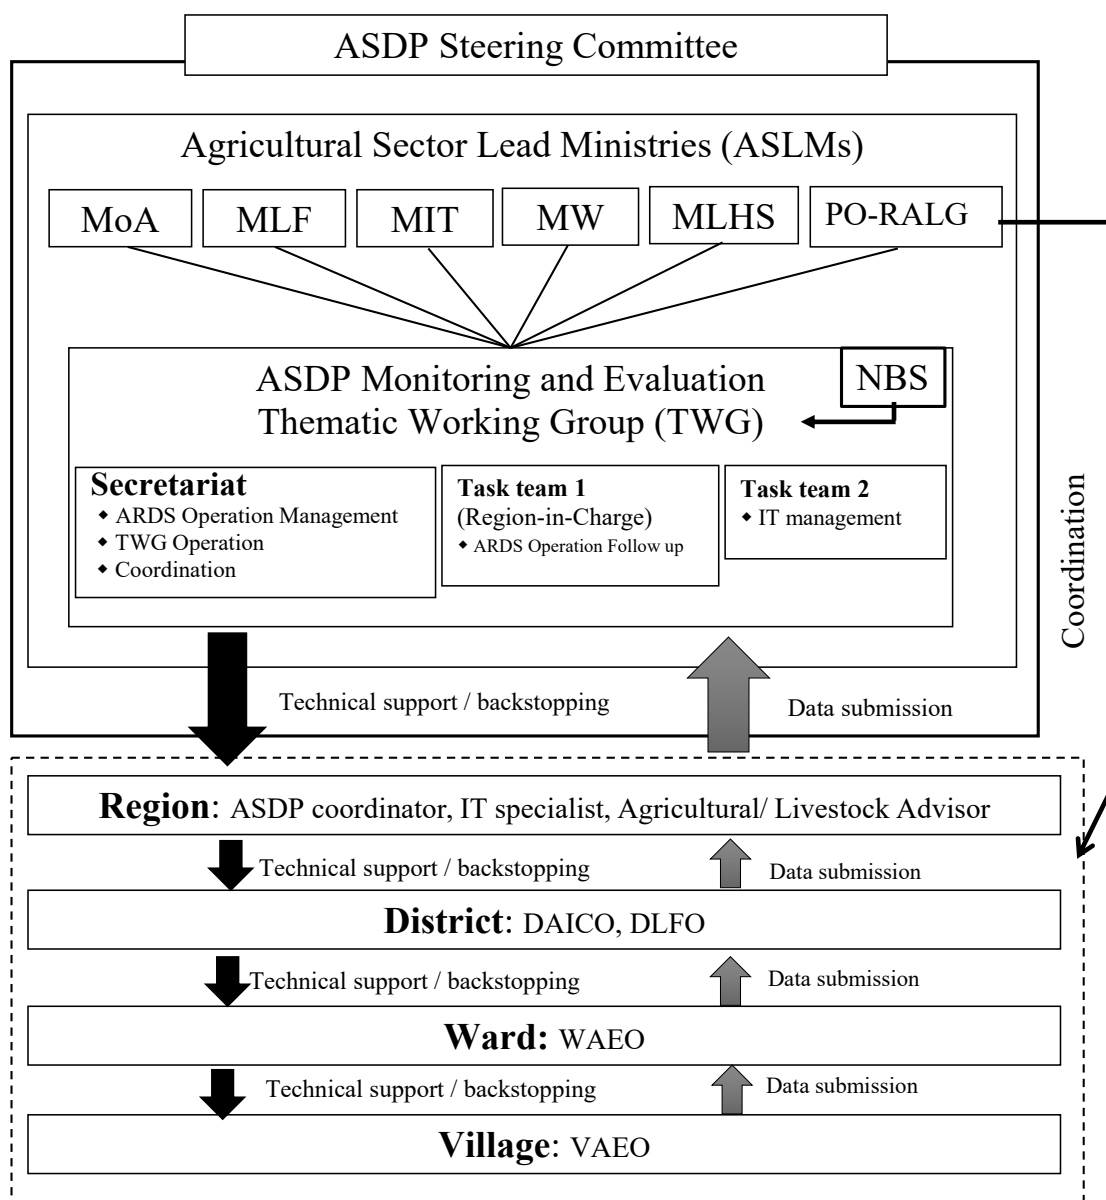 ASDP Steering Committee
Agricultural Sector Lead Ministries (ASLMs)
MoA
MLF
MIT
MW
MLHS
PO-RALG
ASDP Monitoring and Evaluation
Thematic Working Group (TWG)
NBS
Secretariat
◆ ARDS Operation Management
◆ TWG Operation
◆ Coordination
Task team 1
(Region-in-Charge)
◆ ARDS Operation Follow up
Task team 2
◆ IT management
Coordination
Technical support / backstopping
Data submission
Region: ASDP coordinator, IT specialist, Agricultural/ Livestock Advisor
Technical support / backstopping
Data submission
District: DAICO, DLFO
Technical support / backstopping
Data submission
Ward: WAEO
Technical support / backstopping
Data submission
Village: VAEO